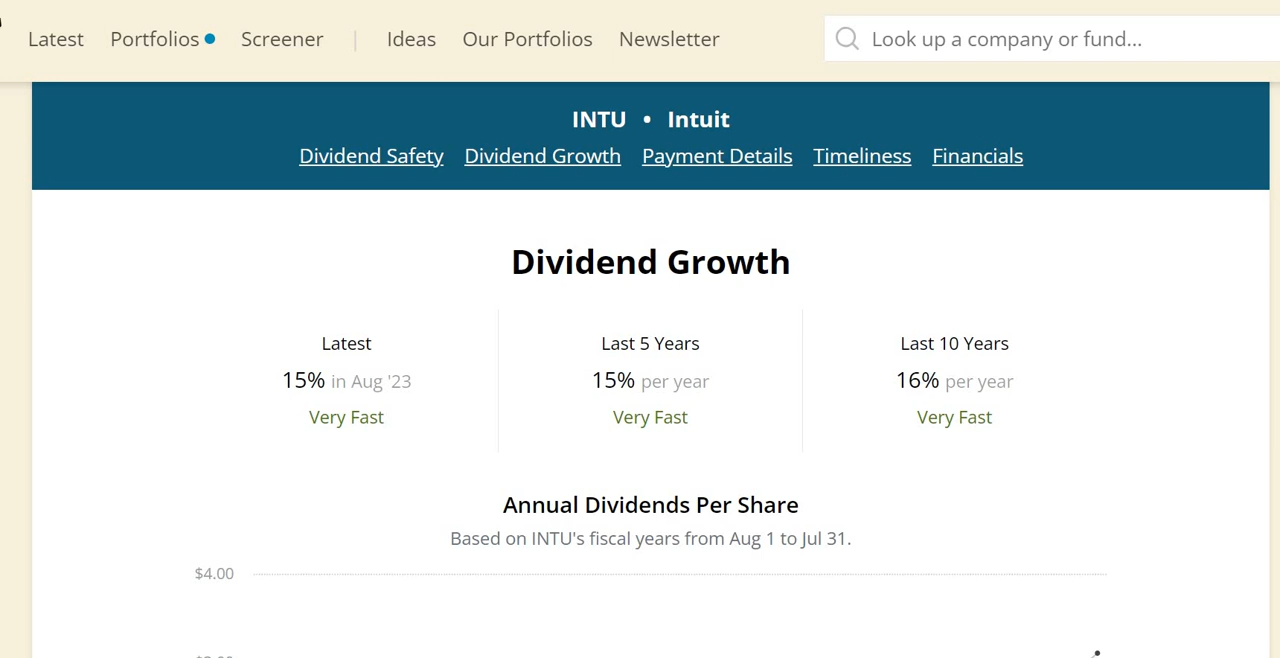 Latest Portfolios Screener | Ideas Our Portfolios Newsletter Look up a company or fund...
INTU • Intuit
Dividend Safety Dividend Growth Payment Details Timeliness Financials
Dividend Growth
Latest
15% in Aug '23
Very Fast
Last 5 Years
15% per year
Very Fast
Last 10 Years
16% per year
Very Fast
Annual Dividends Per Share
Based on INTU's fiscal years from Aug 1 to Jul 31.
$4.00